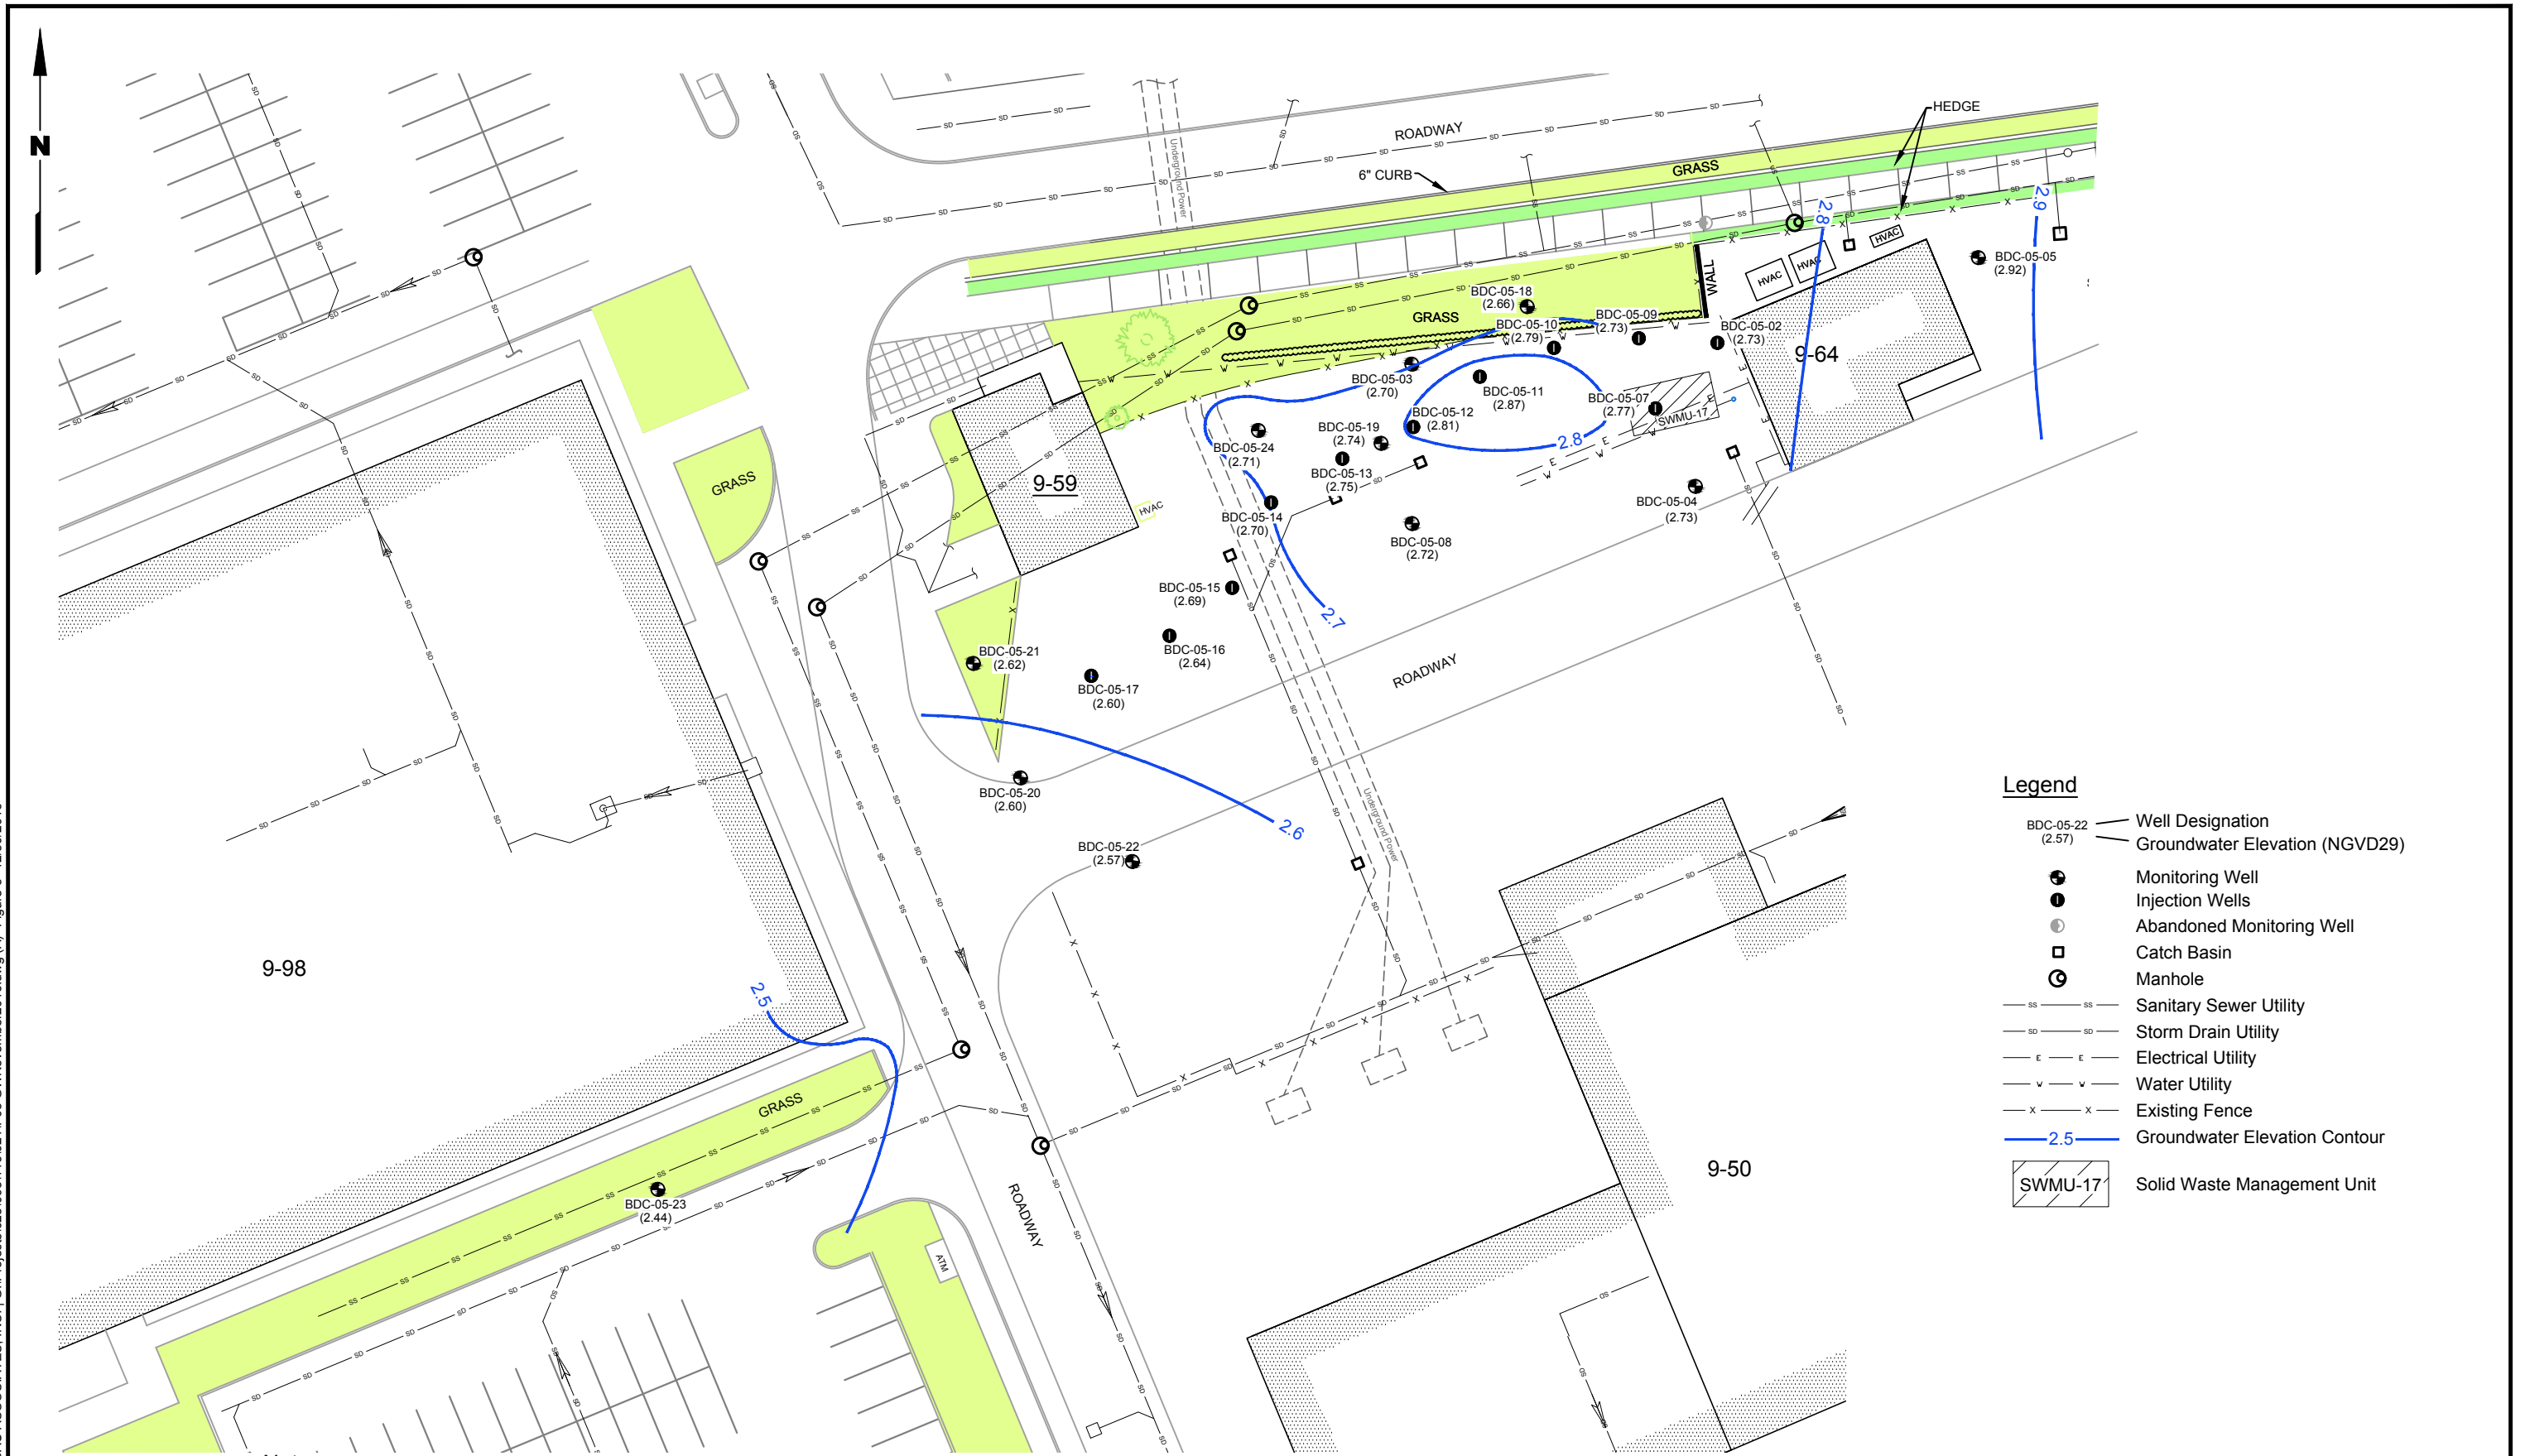 N
HEDGE
ROADWAY
6" CURB
GRASS
Underground Power
2.8
2.9
HVAC
HVAC
HVAC
WALL
BDC-05-05
(2.92)
BDC-05-18
(2.66)
GRASS
BDC-05-10
(2.79)
BDC-05-09
(2.73)
BDC-05-02
(2.73)
9-64
BDC-05-03
(2.70)
BDC-05-11
(2.87)
BDC-05-07
(2.77)
SWMU-17
BDC-05-12
(2.81)
BDC-05-19
(2.74)
2.8
BDC-05-24
(2.71)
BDC-05-13
(2.75)
GRASS
9-59
HVAC
BDC-05-14
(2.70)
BDC-05-04
(2.73)
BDC-05-08
(2.72)
BDC-05-15
(2.69)
2.7
BDC-05-16
(2.64)
BDC-05-21
(2.62)
BDC-05-17
(2.60)
ROADWAY
BDC-05-20
(2.60)
2.6
Underground Power
BDC-05-22
(2.57)
9-98
2.5
GRASS
BDC-05-23
(2.44)
ROADWAY
ATM
9-50
Legend
BDC-05-22
(2.57)
Well Designation
Groundwater Elevation (NGVD29)
Monitoring Well
Injection Wells
Abandoned Monitoring Well
Catch Basin
Manhole
SS SS Sanitary Sewer Utility
SD SD Storm Drain Utility
E E Electrical Utility
W W Water Utility
X X Existing Fence
2.5 Groundwater Elevation Contour
SWMU-17 Solid Waste Management Unit